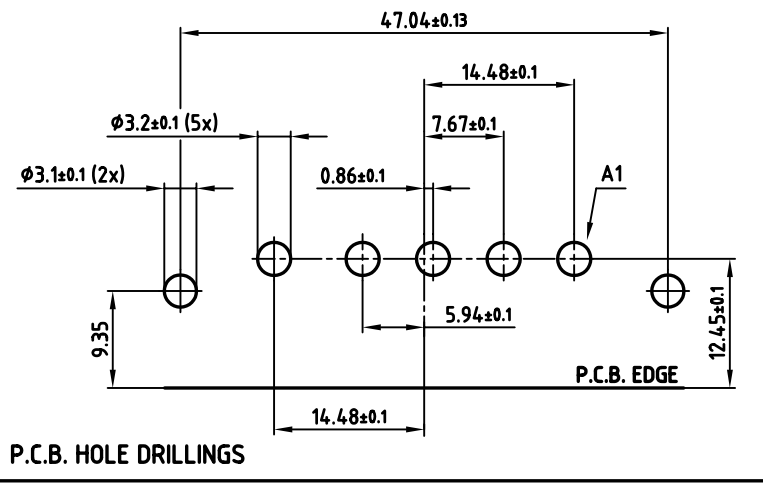 47.04±0.13
14.48±0.1
Φ3.2±0.1 (5x)
7.67±0.1
Φ3.1±0.1 (2x)
0.86±0.1
A1
5.94±0.1
9.35
12.45±0.1
P.C.B. EDGE
14.48±0.1
P.C.B. HOLE DRILLINGS